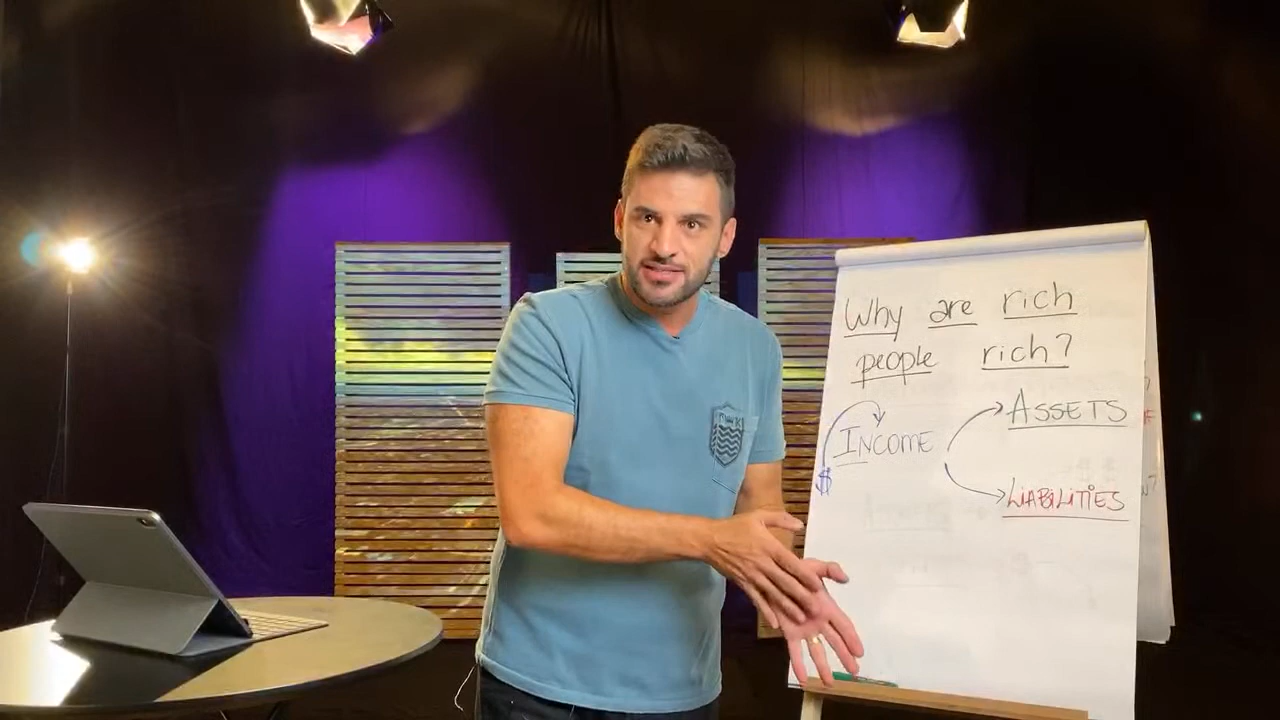 Why are rich
people rich?
ASSETS
INCOME
$
LIABILITIES